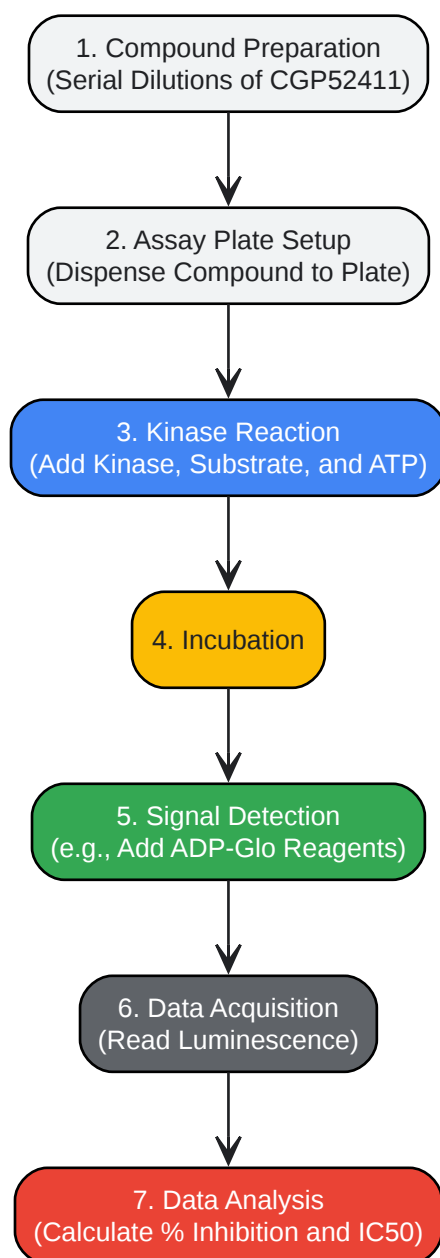 1. Compound Preparation
(Serial Dilutions of CGP52411)
2. Assay Plate Setup
(Dispense Compound to Plate)
3. Kinase Reaction
(Add Kinase, Substrate, and ATP)
4. Incubation
5. Signal Detection
(e.g., Add ADP-Glo Reagents)
6. Data Acquisition
(Read Luminescence)
7. Data Analysis
(Calculate % Inhibition and IC50)